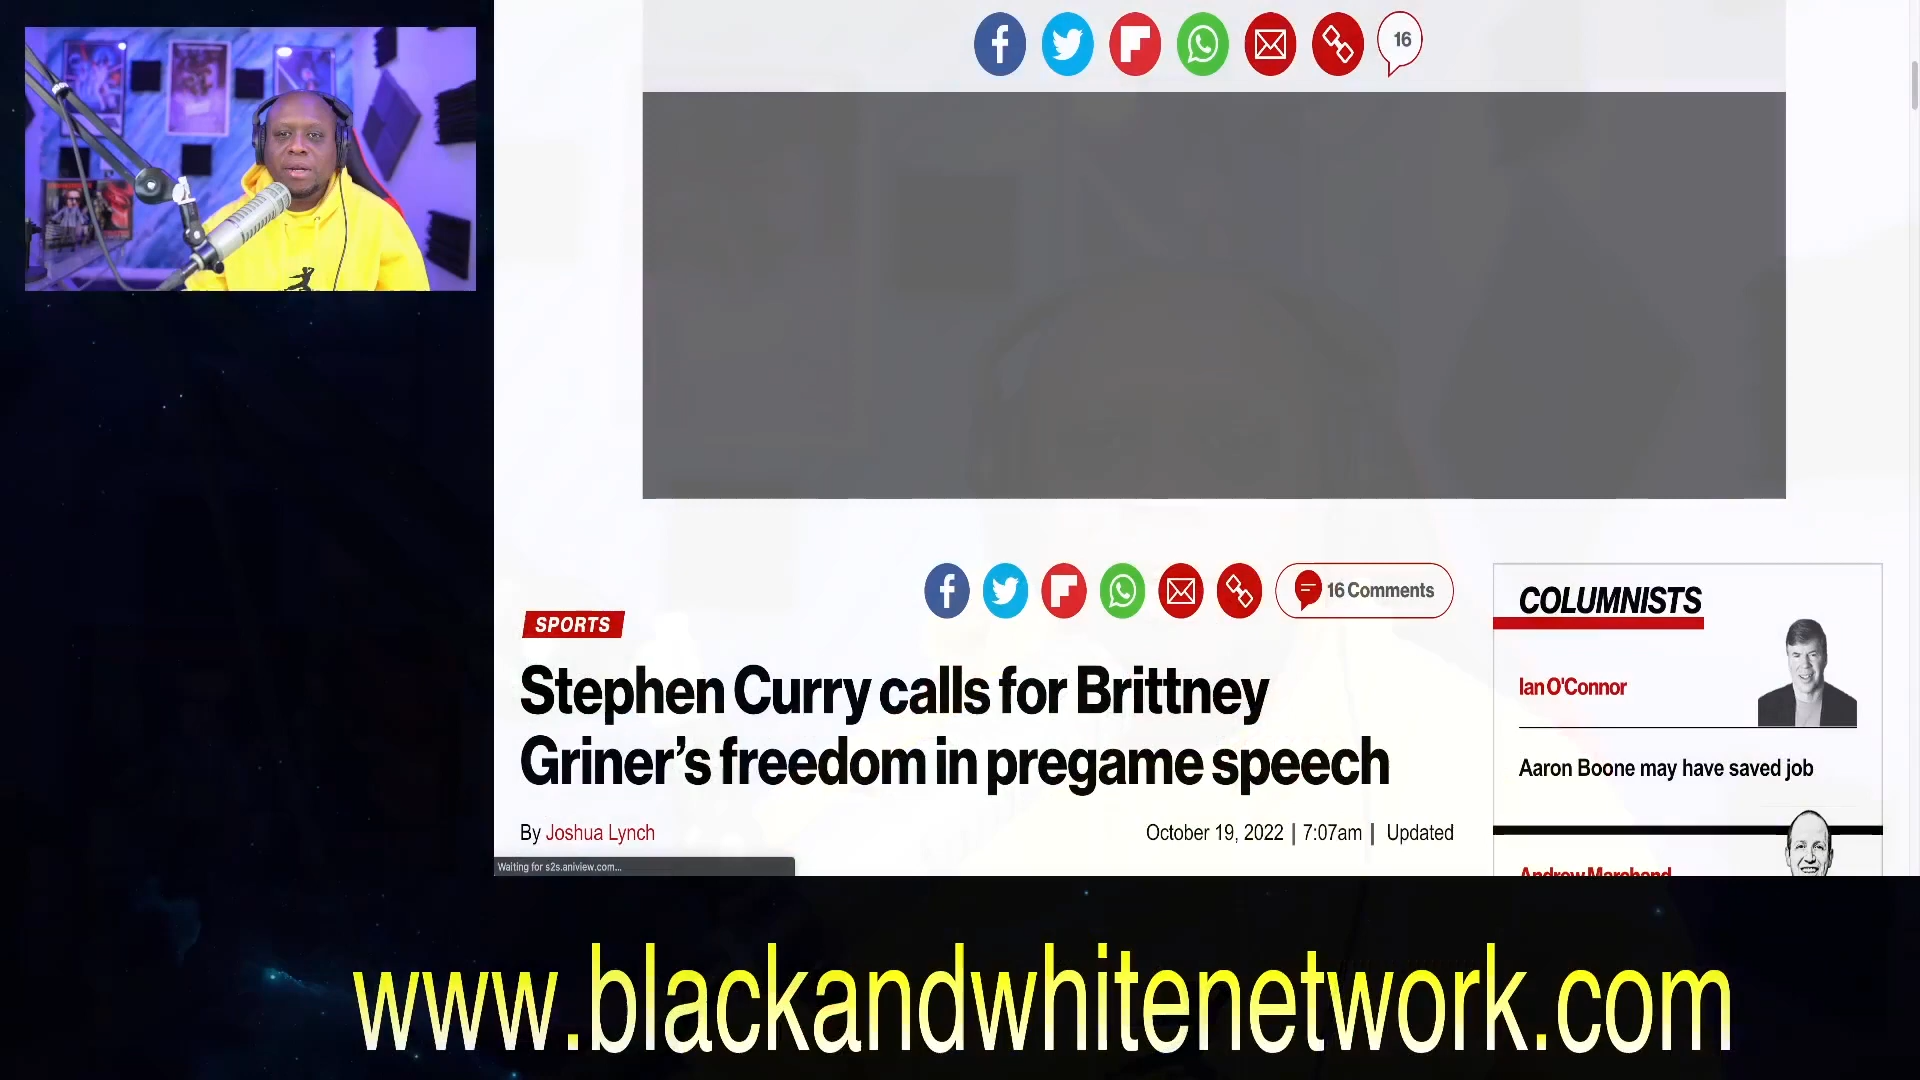 16
16 Comments
SPORTS
Stephen Curry calls for Brittney
Griner’s freedom in pregame speech
By Joshua Lynch
October 19, 2022 | 7:07am | Updated
COLUMNISTS
Ian O'Connor
Aaron Boone may have saved job
Andrew Marchand
Waiting for s2s.aniview.com...
www.blackandwhitenetwork.com